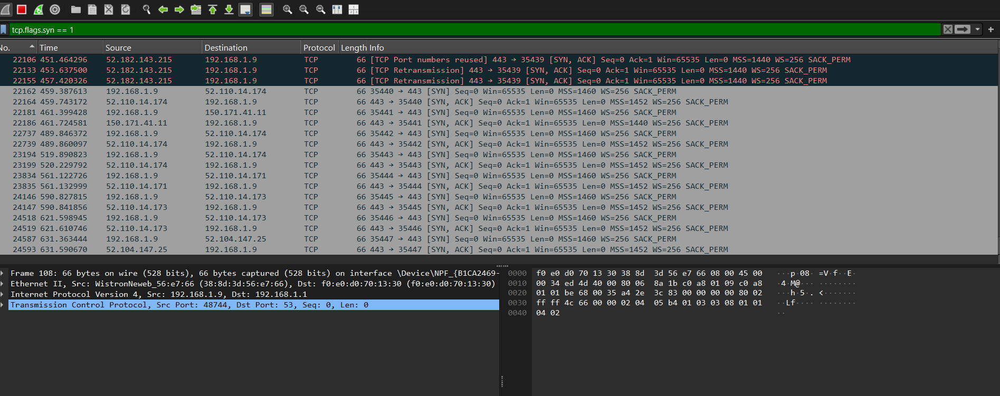 tcp.flags.syn == 1
No. Time Source Destination Protocol Length Info
22106 451.464296 52.182.143.215 192.168.1.9 TCP 66 [TCP Port numbers reused] 443 → 35439 [SYN, ACK] Seq=0 Ack=1 Win=65535 Len=0 MSS=1440 WS=256 SACK_PERM
22133 453.637500 52.182.143.215 192.168.1.9 TCP 66 [TCP Retransmission] 443 → 35439 [SYN, ACK] Seq=0 Ack=1 Win=65535 Len=0 MSS=1440 WS=256 SACK_PERM
22155 457.420326 52.182.143.215 192.168.1.9 TCP 66 [TCP Retransmission] 443 → 35439 [SYN, ACK] Seq=0 Ack=1 Win=65535 Len=0 MSS=1440 WS=256 SACK_PERM
22162 459.387613 192.168.1.9 52.110.14.174 TCP 66 35440 → 443 [SYN] Seq=0 Win=65535 Len=0 MSS=1460 WS=256 SACK_PERM
22164 459.743172 52.110.14.174 192.168.1.9 TCP 66 443 → 35440 [SYN, ACK] Seq=0 Ack=1 Win=65535 Len=0 MSS=1452 WS=256 SACK_PERM
22181 461.399428 192.168.1.9 150.171.41.11 TCP 66 35441 → 443 [SYN] Seq=0 Win=65535 Len=0 MSS=1460 WS=256 SACK_PERM
22186 461.724581 150.171.41.11 192.168.1.9 TCP 66 443 → 35441 [SYN, ACK] Seq=0 Ack=1 Win=65535 Len=0 MSS=1440 WS=256 SACK_PERM
22737 489.846372 192.168.1.9 52.110.14.174 TCP 66 35442 → 443 [SYN] Seq=0 Win=65535 Len=0 MSS=1460 WS=256 SACK_PERM
22739 489.860097 52.110.14.174 192.168.1.9 TCP 66 443 → 35442 [SYN, ACK] Seq=0 Ack=1 Win=65535 Len=0 MSS=1452 WS=256 SACK_PERM
23194 519.890823 192.168.1.9 52.110.14.174 TCP 66 35443 → 443 [SYN] Seq=0 Win=65535 Len=0 MSS=1460 WS=256 SACK_PERM
23199 520.229792 52.110.14.174 192.168.1.9 TCP 66 443 → 35443 [SYN, ACK] Seq=0 Ack=1 Win=65535 Len=0 MSS=1452 WS=256 SACK_PERM
23834 561.122726 192.168.1.9 52.110.14.171 TCP 66 35444 → 443 [SYN] Seq=0 Win=65535 Len=0 MSS=1460 WS=256 SACK_PERM
23835 561.132999 52.110.14.171 192.168.1.9 TCP 66 443 → 35444 [SYN, ACK] Seq=0 Ack=1 Win=65535 Len=0 MSS=1452 WS=256 SACK_PERM
24146 590.827815 192.168.1.9 52.110.14.173 TCP 66 35445 → 443 [SYN] Seq=0 Win=65535 Len=0 MSS=1460 WS=256 SACK_PERM
24147 590.841856 52.110.14.173 192.168.1.9 TCP 66 443 → 35445 [SYN, ACK] Seq=0 Ack=1 Win=65535 Len=0 MSS=1452 WS=256 SACK_PERM
24518 621.598945 192.168.1.9 52.110.14.173 TCP 66 35446 → 443 [SYN] Seq=0 Win=65535 Len=0 MSS=1460 WS=256 SACK_PERM
24519 621.610746 52.110.14.173 192.168.1.9 TCP 66 443 → 35446 [SYN, ACK] Seq=0 Ack=1 Win=65535 Len=0 MSS=1452 WS=256 SACK_PERM
24587 631.363444 192.168.1.9 52.104.147.25 TCP 66 35447 → 443 [SYN] Seq=0 Win=65535 Len=0 MSS=1460 WS=256 SACK_PERM
24593 631.590670 52.104.147.25 192.168.1.9 TCP 66 443 → 35447 [SYN, ACK] Seq=0 Ack=1 Win=65535 Len=0 MSS=1452 WS=256 SACK_PERM
Frame 108: 66 bytes on wire (528 bits), 66 bytes captured (528 bits) on interface \Device\NPF_{B1CA2469-
Ethernet II, Src: WistronNeweb_56:e7:66 (38:8d:3d:56:e7:66), Dst: f0:e0:d0:70:13:30 (f0:e0:d0:70:13:30)
Internet Protocol Version 4, Src: 192.168.1.9, Dst: 192.168.1.1
Transmission Control Protocol, Src Port: 48744, Dst Port: 53, Seq: 0, Len: 0
0000 f0 e0 d0 70 13 30 38 8d 3d 56 e7 66 08 00 45 00 ···p·08· =V·f··E·
0010 00 34 ed 4d 40 00 80 06 8a 1b c0 a8 01 09 c0 a8 ·4·M@··· ········
0020 01 01 be 68 00 35 a4 2e 3c 83 00 00 00 00 80 02 ···h·5·. <·······
0030 ff ff 4c 66 00 00 02 04 05 b4 01 03 03 08 01 01 ··Lf···· ········
0040 04 02 ··